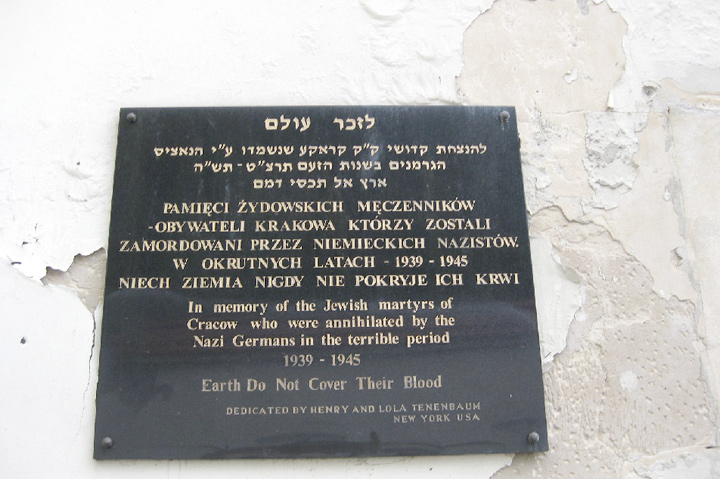 לזכר עולם
להנצחת קדושי ק"ק קראקע שנשמדו ע"י הנאציס
הגרמנים בשנות הזעם תרצ"ט - תש"ה
ארץ אל תכסי דמם
PAMIĘCI ŻYDOWSKICH MĘCZENNIKÓW
-OBYWATELI KRAKOWA KTÓRZY ZOSTALI
ZAMORDOWANI PRZEZ NIEMIECKICH NAZISTÓW.
W OKRUTNYCH LATACH - 1939 - 1945
NIECH ZIEMIA NIGDY NIE POKRYJE ICH KRWI
In memory of the Jewish martyrs of
Cracow who were annihilated by the
Nazi Germans in the terrible period
1939 - 1945
Earth Do Not Cover Their Blood
DEDICATED BY HENRY AND LOLA TENENBAUM
NEW YORK USA